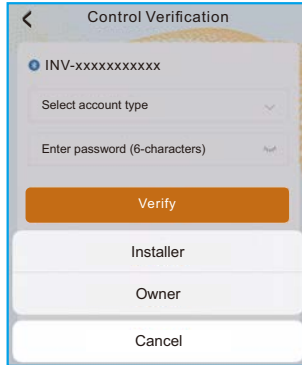 Control Verification
INV-xxxxxxxxxxx
Select account type
Enter password (6-characters)
Verify
Installer
Owner
Cancel